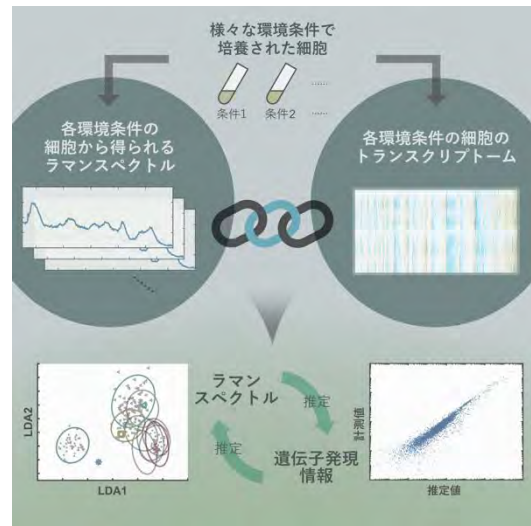 様々な環境条件で
培養された細胞
条件1 条件2 ……
各環境条件の
細胞から得られる
ラマンスペクトル
各環境条件の細胞の
トランスクリプトーム
ラマン
スペクトル
推定
推定
遺伝子発現
情報
LDA2
LDA1
計測値
推定値